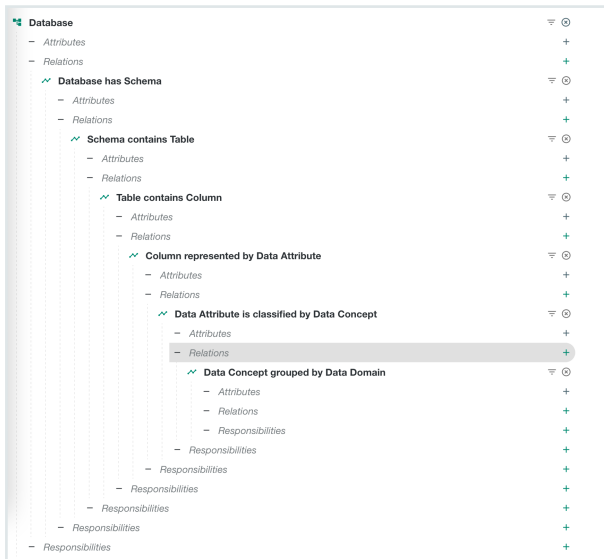 Database
– Attributes
– Relations
Database has Schema
– Attributes
– Relations
Schema contains Table
– Attributes
– Relations
Table contains Column
– Attributes
– Relations
Column represented by Data Attribute
– Attributes
– Relations
Data Attribute is classified by Data Concept
– Attributes
– Relations
Data Concept grouped by Data Domain
– Attributes
– Relations
– Responsibilities
– Responsibilities
– Responsibilities
– Responsibilities
– Responsibilities
– Responsibilities
– Responsibilities